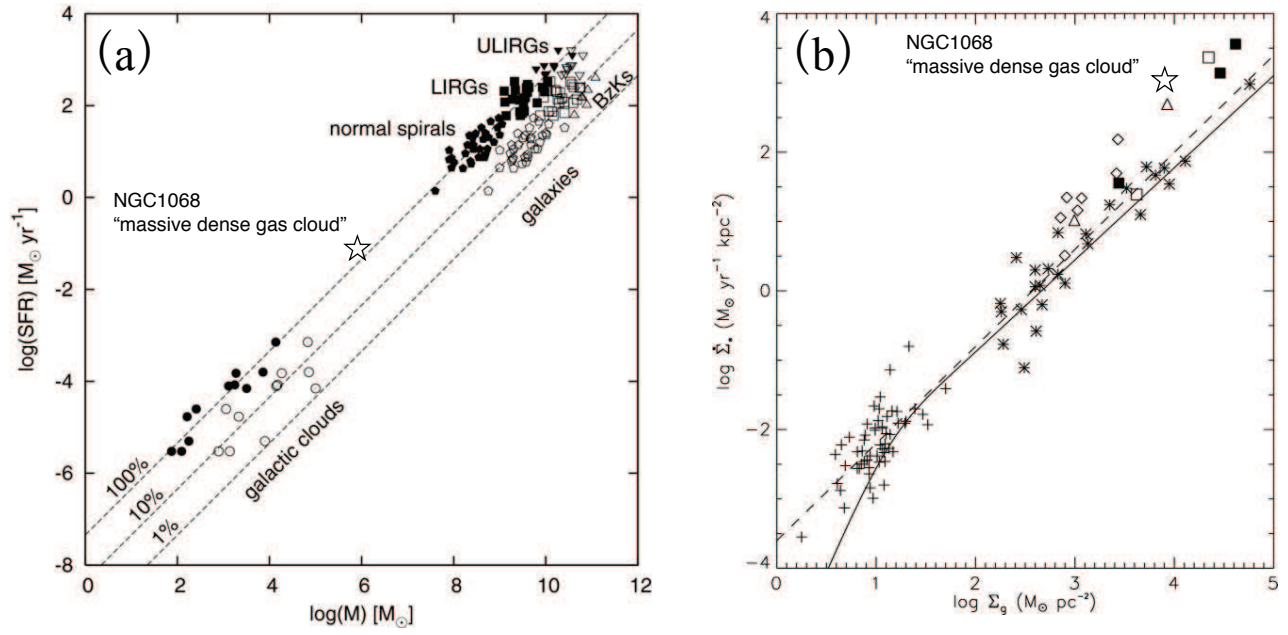 (a)
ULIRGs
LIRGs
BzKs
normal spirals
galaxies
NGC1068
“massive dense gas cloud”
galactic clouds
100%
10%
1%
4
2
0
-2
-4
-6
-8
log(SFR) [M⊙ yr⁻¹]
0 2 4 6 8 10 12
log(M) [M⊙]
(b)
NGC1068
“massive dense gas cloud”
4
2
0
−2
−4
log Σ̇⋆ (M⊙ yr⁻¹ kpc⁻²)
0 1 2 3 4 5
log Σg (M⊙ pc⁻²)